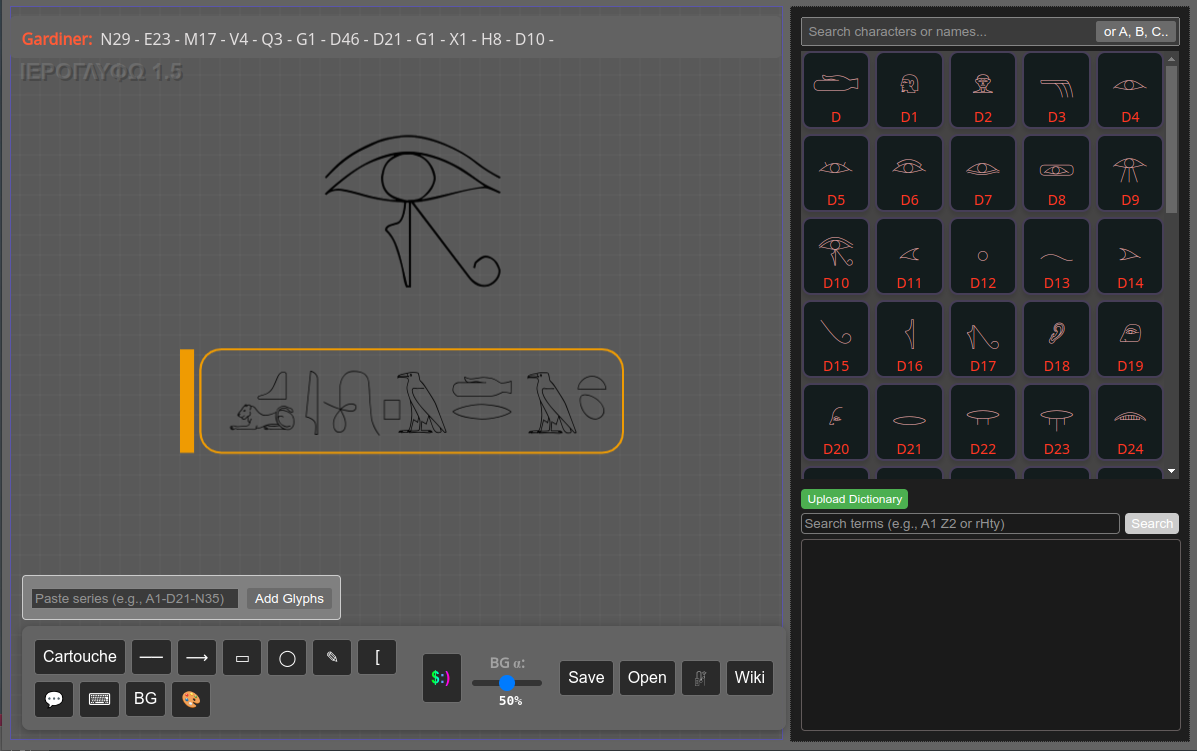 Gardiner: N29 - E23 - M17 - V4 - Q3 - G1 - D46 - D21 - G1 - X1 - H8 - D10 -
ΙΕΡΟΓΛΥΦΩ 1.5
Search characters or names...
or A, B, C..
D D1 D2 D3 D4
D5 D6 D7 D8 D9
D10 D11 D12 D13 D14
D15 D16 D17 D18 D19
D20 D21 D22 D23 D24
Upload Dictionary
Search terms (e.g., A1 Z2 or rHty)
Search
Paste series (e.g., A1-D21-N35)
Add Glyphs
Cartouche
[
BG
$:)
BG α:
50%
Save
Open
Wiki